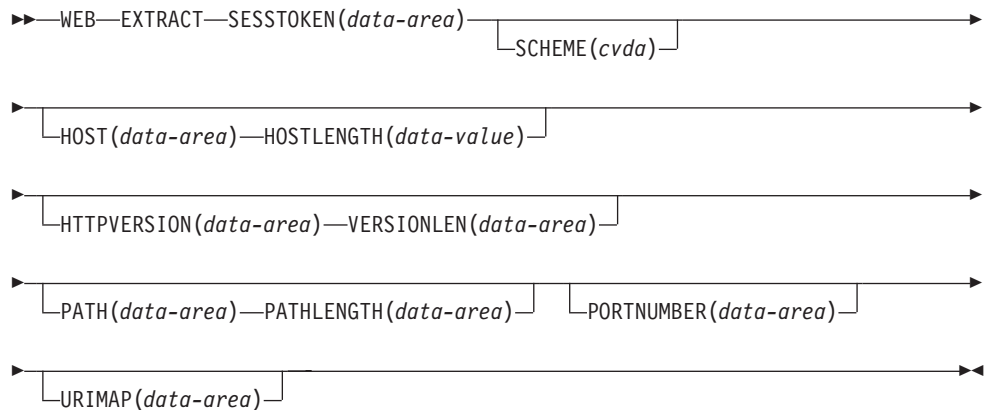 WEB EXTRACT SESSTOKEN(data-area)
SCHEME(cvda)
HOST(data-area) HOSTLENGTH(data-value)
HTTPVERSION(data-area) VERSIONLEN(data-area)
PATH(data-area) PATHLENGTH(data-area) PORTNUMBER(data-area)
URIMAP(data-area)